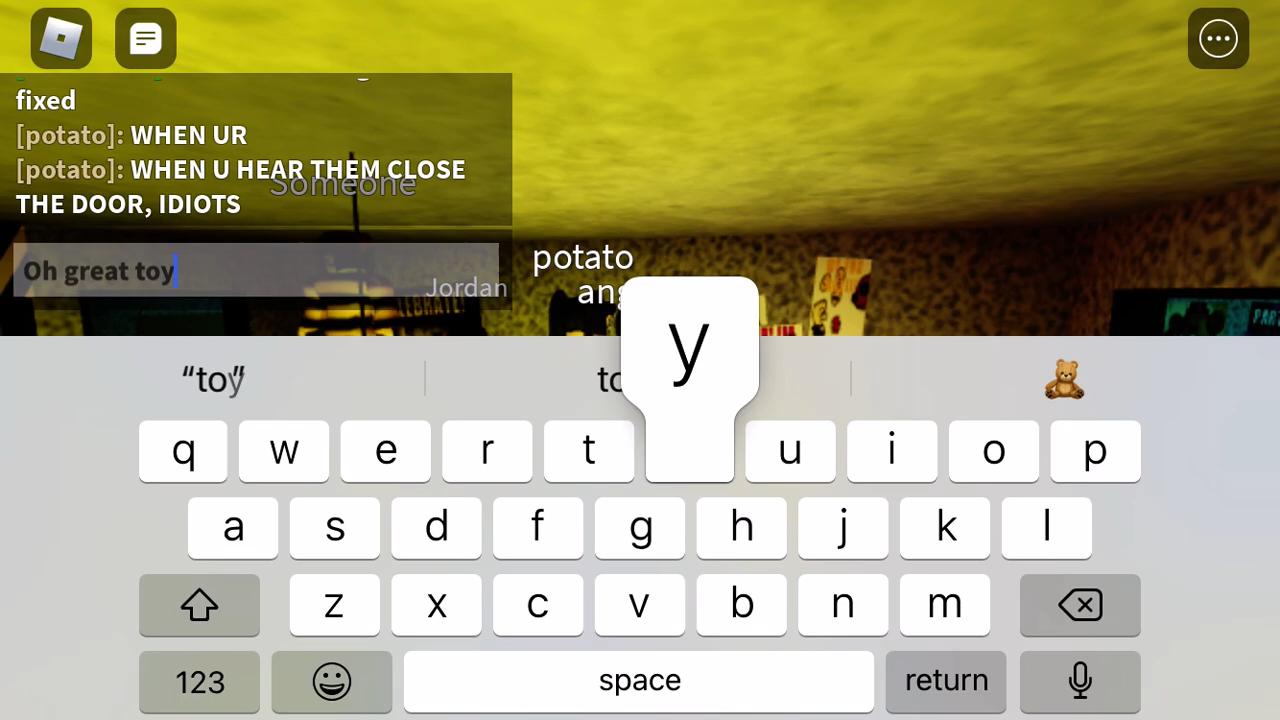 fixed
[potato]: WHEN UR
[potato]: WHEN U HEAR THEM CLOSE
THE DOOR, IDIOTS
Someone
Oh great toy
Jordan
potato
“toy”
y
q w e r t u i o p
a s d f g h j k l
z x c v b n m
123 space return